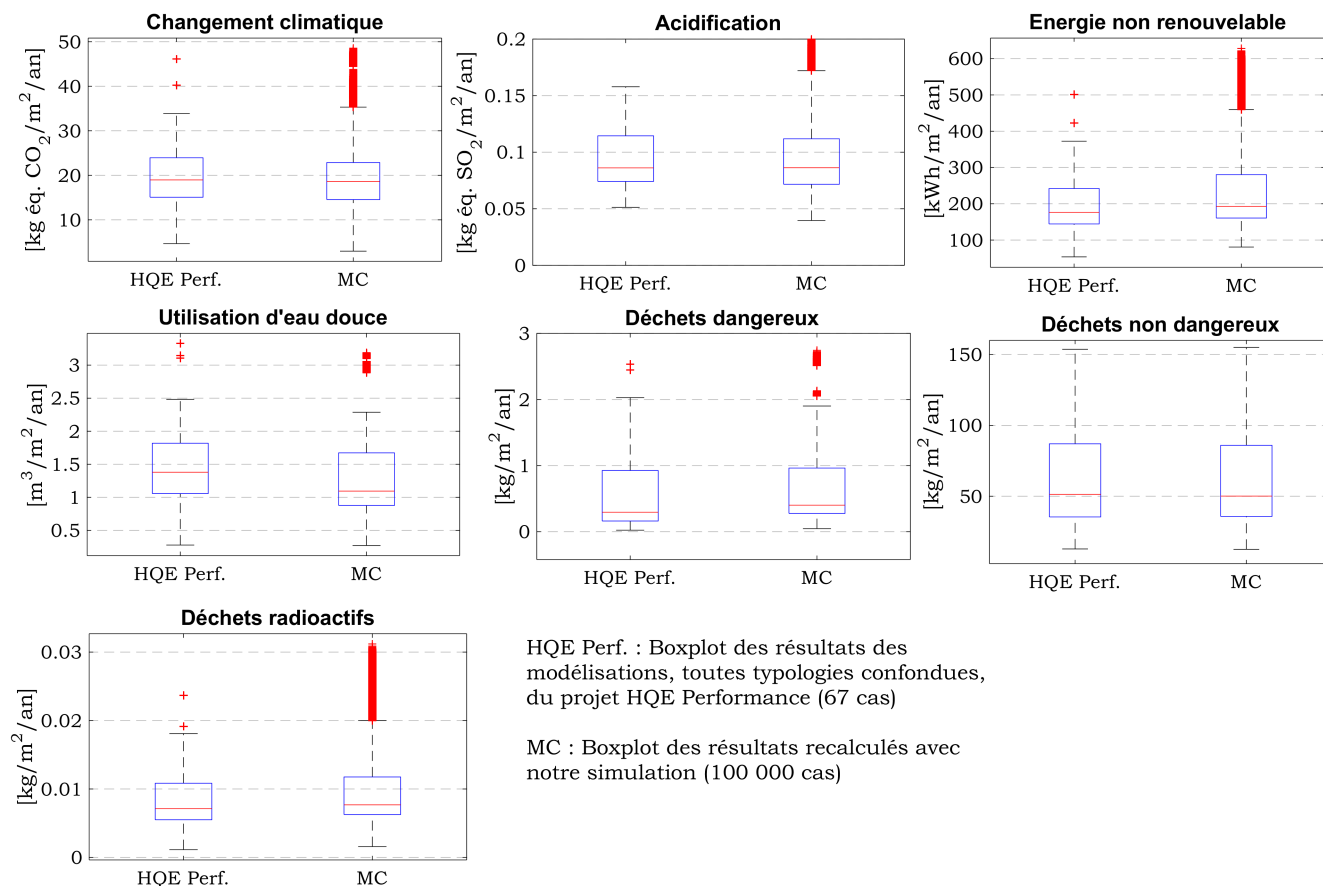 Changement climatique
[kg éq. CO2/m2/an]
50
40
30
20
10
HQE Perf.
MC
Acidification
[kg éq. SO2/m2/an]
0.2
0.15
0.1
0.05
0
HQE Perf.
MC
Energie non renouvelable
[kWh/m2/an]
600
500
400
300
200
100
HQE Perf.
MC
Utilisation d'eau douce
[m3/m2/an]
3
2.5
2
1.5
1
0.5
HQE Perf.
MC
Déchets dangereux
[kg/m2/an]
3
2
1
0
HQE Perf.
MC
Déchets non dangereux
[kg/m2/an]
150
100
50
HQE Perf.
MC
Déchets radioactifs
[kg/m2/an]
0.03
0.02
0.01
0
HQE Perf.
MC
HQE Perf. : Boxplot des résultats des
modélisations, toutes typologies confondues,
du projet HQE Performance (67 cas)
MC : Boxplot des résultats recalculés avec
notre simulation (100 000 cas)